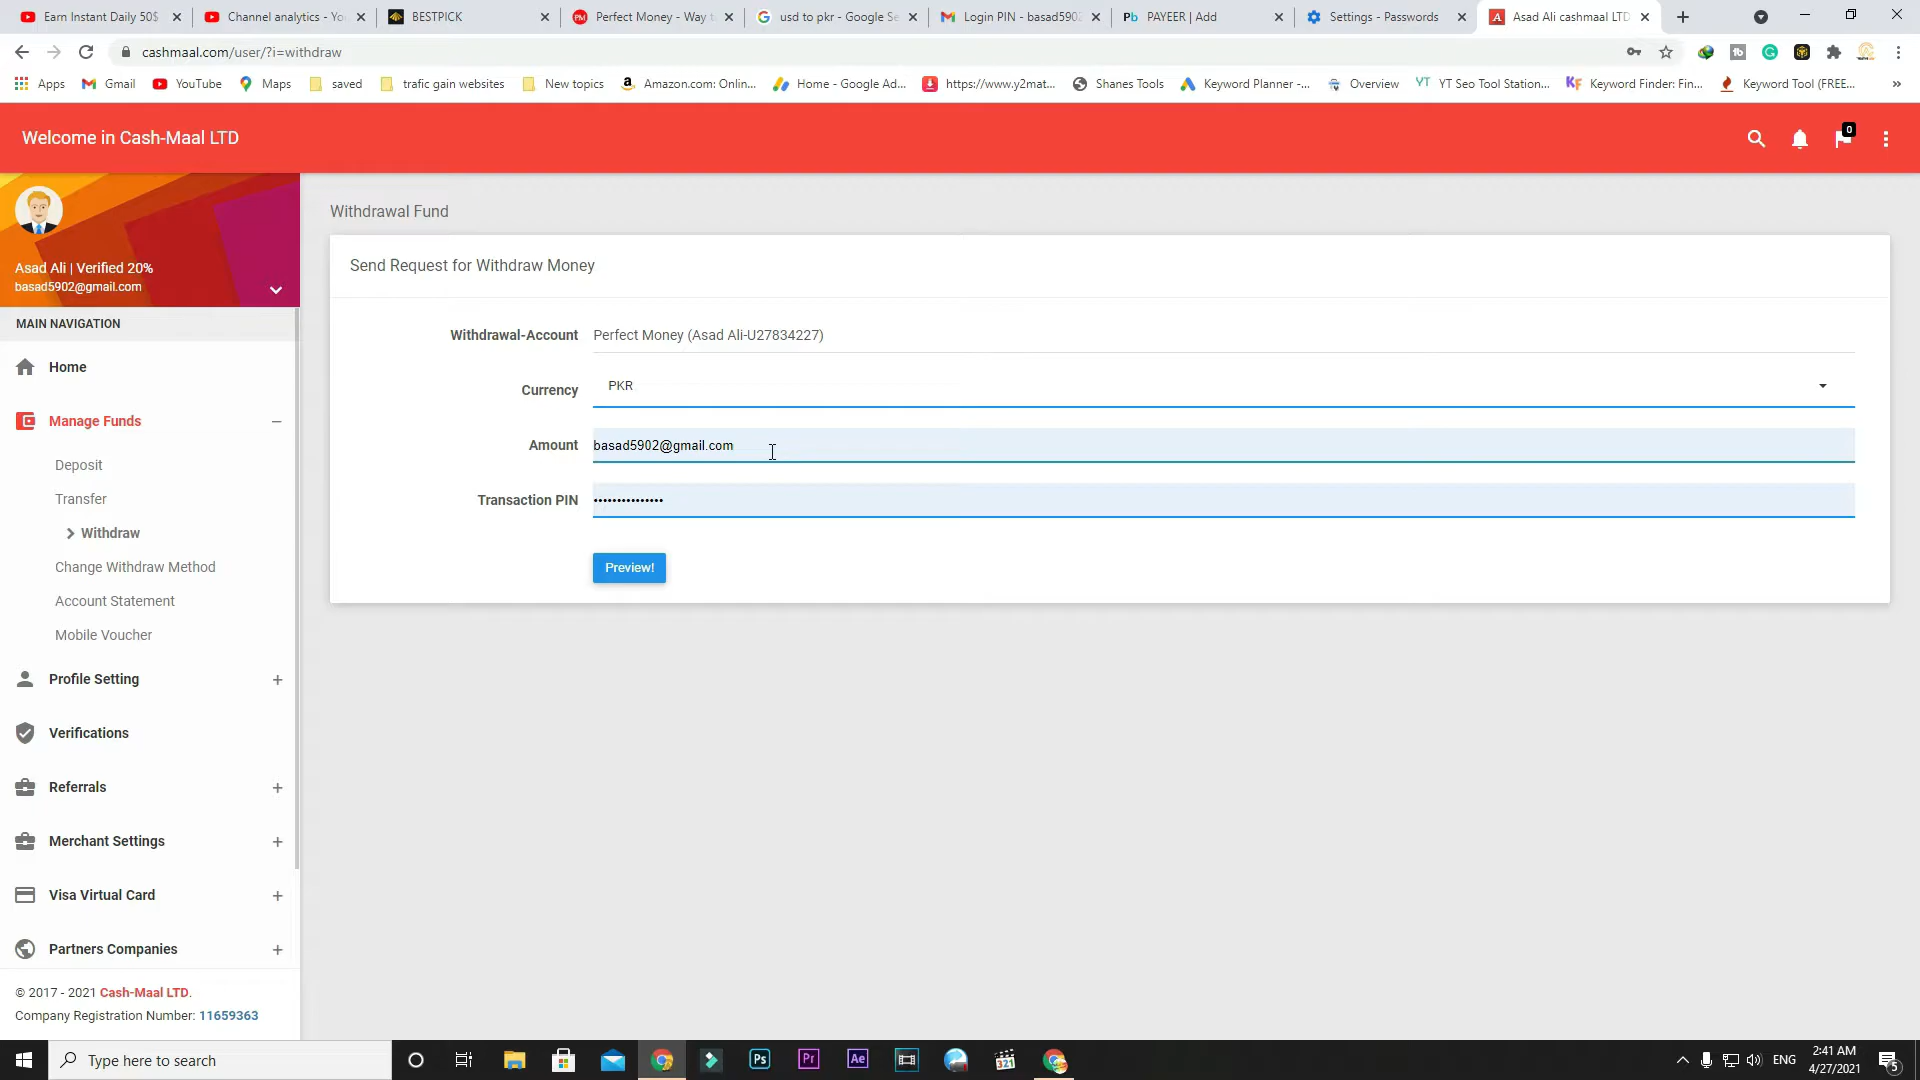 Earn Instant Daily 50$
Channel analytics - Yo
BESTPICK
Perfect Money - Way t
usd to pkr - Google Se
Login PIN - basad5902
PAYEER | Add
Settings - Passwords
Asad Ali cashmaal LTD
cashmaal.com/user/?i=withdraw
Apps
Gmail
YouTube
Maps
saved
trafic gain websites
New topics
Amazon.com: Onlin...
Home - Google Ad...
https://www.y2mat...
Shanes Tools
Keyword Planner -...
Overview
YT Seo Tool Station...
Keyword Finder: Fin...
Keyword Tool (FREE...
»
Welcome in Cash-Maal LTD
0
Asad Ali | Verified 20%
basad5902@gmail.com
MAIN NAVIGATION
Home
Manage Funds
Deposit
Transfer
Withdraw
Change Withdraw Method
Account Statement
Mobile Voucher
Profile Setting
Verifications
Referrals
Merchant Settings
Visa Virtual Card
Partners Companies
© 2017 - 2021 Cash-Maal LTD.
Company Registration Number: 11659363
Withdrawal Fund
Send Request for Withdraw Money
Withdrawal-Account Perfect Money (Asad Ali-U27834227)
Currency PKR
Amount basad5902@gmail.com
Transaction PIN •••••••••••••••
Preview!
Type here to search
Ps
Pr
Ae
321
ENG
2:41 AM
4/27/2021
5